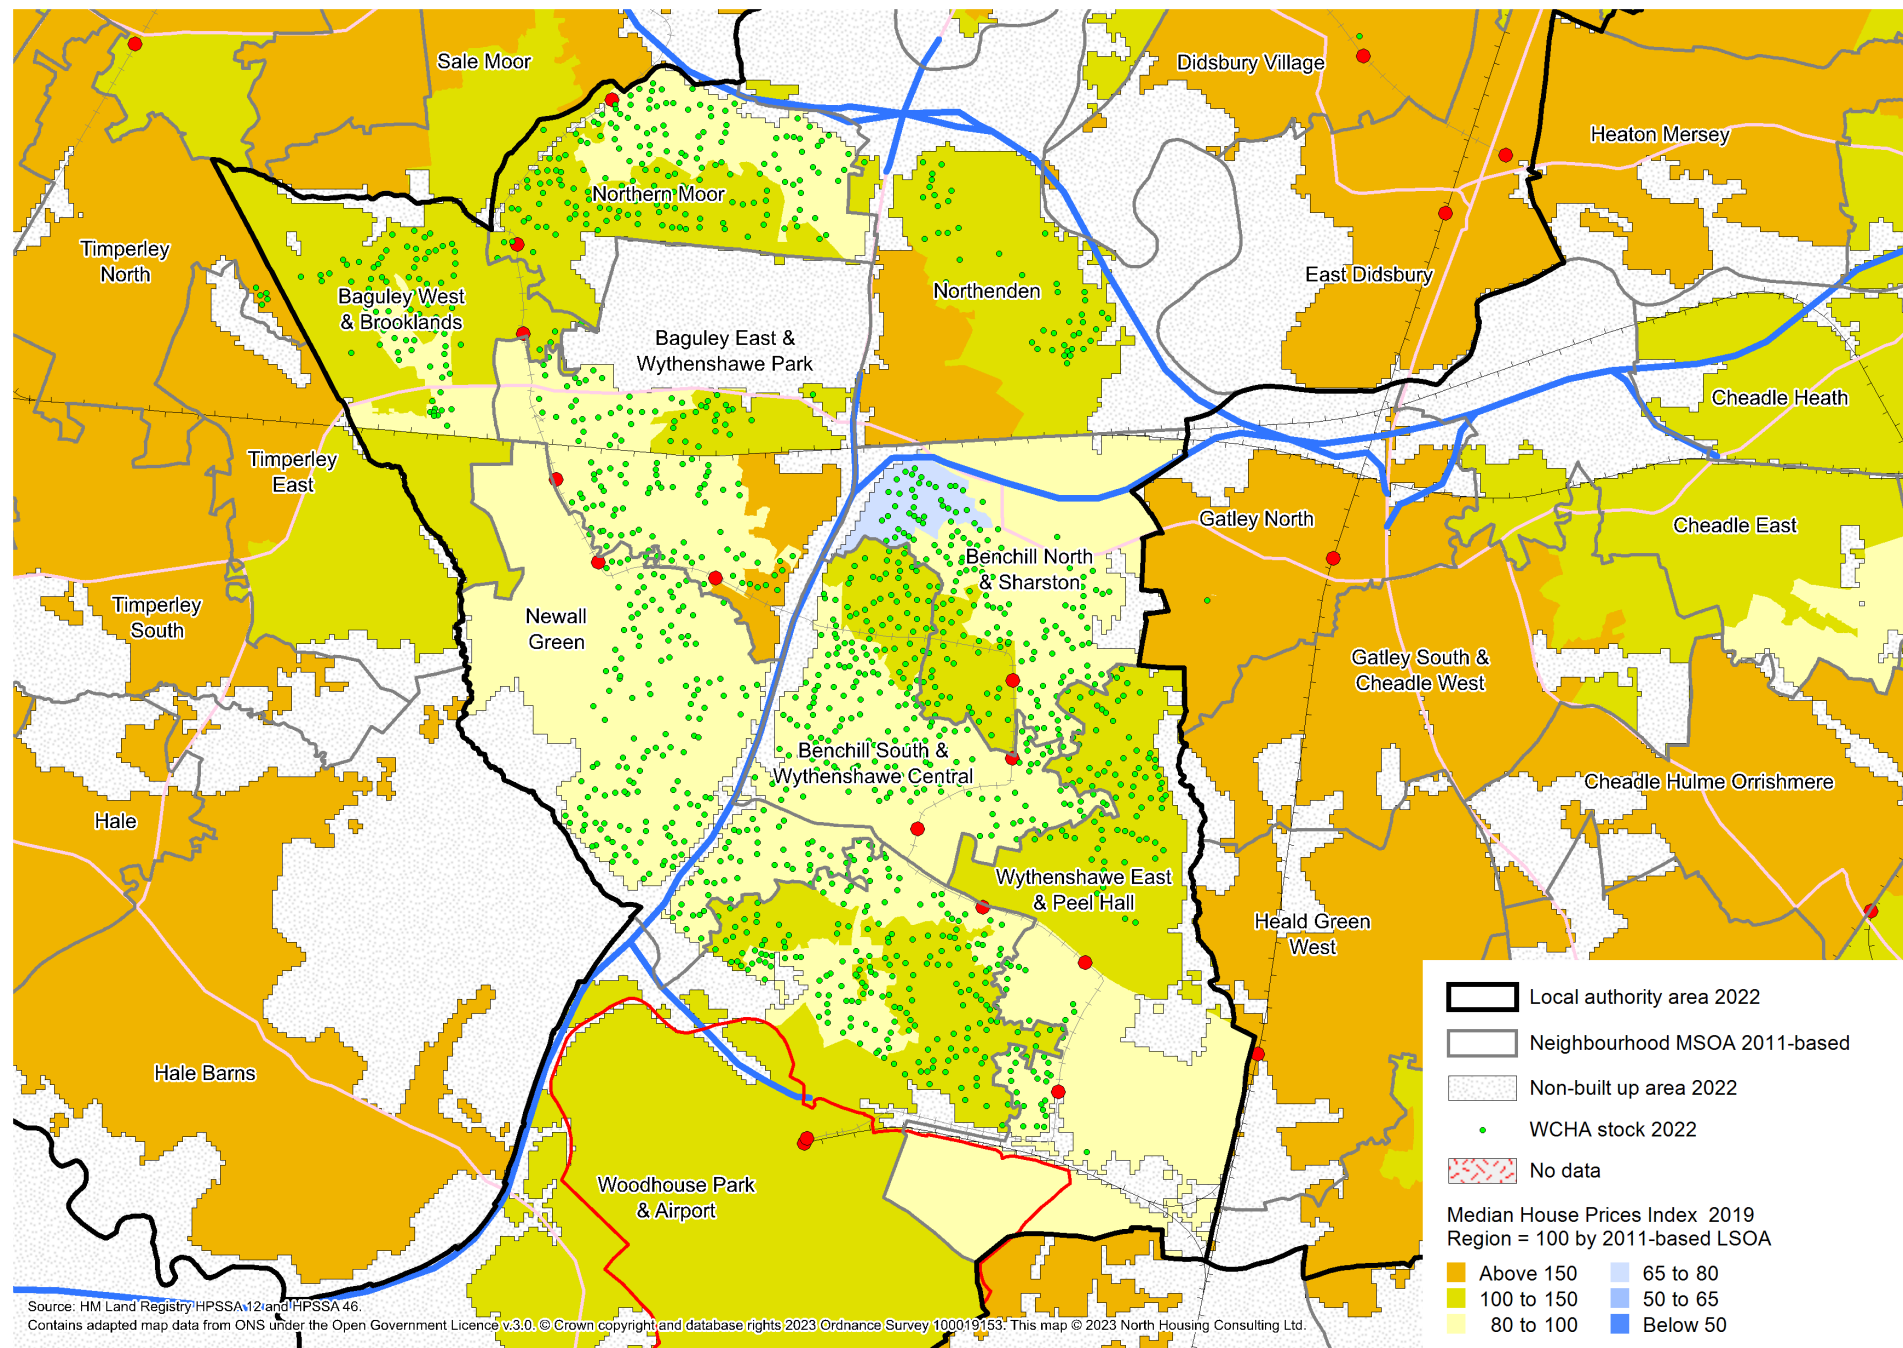 Sale Moor
Didsbury Village
Heaton Mersey
Northern Moor
Timperley
North
East Didsbury
Baguley West
& Brooklands
Northenden
Baguley East &
Wythenshawe Park
Cheadle Heath
Timperley
East
Gatley North
Cheadle East
Benchill North
& Sharston
Timperley
South
Newall
Green
Gatley South &
Cheadle West
Benchill South &
Wythenshawe Central
Cheadle Hulme Orrishmere
Hale
Wythenshawe East
& Peel Hall
Heald Green
West
Hale Barns
Woodhouse Park
& Airport
Local authority area 2022
Neighbourhood MSOA 2011-based
Non-built up area 2022
WCHA stock 2022
No data
Median House Prices Index 2019
Region = 100 by 2011-based LSOA
Above 150
100 to 150
80 to 100
65 to 80
50 to 65
Below 50
Source: HM Land Registry HPSSA 12 and HPSSA 46.
Contains adapted map data from ONS under the Open Government Licence v.3.0. © Crown copyright and database rights 2023 Ordnance Survey 100019153. This map © 2023 North Housing Consulting Ltd.